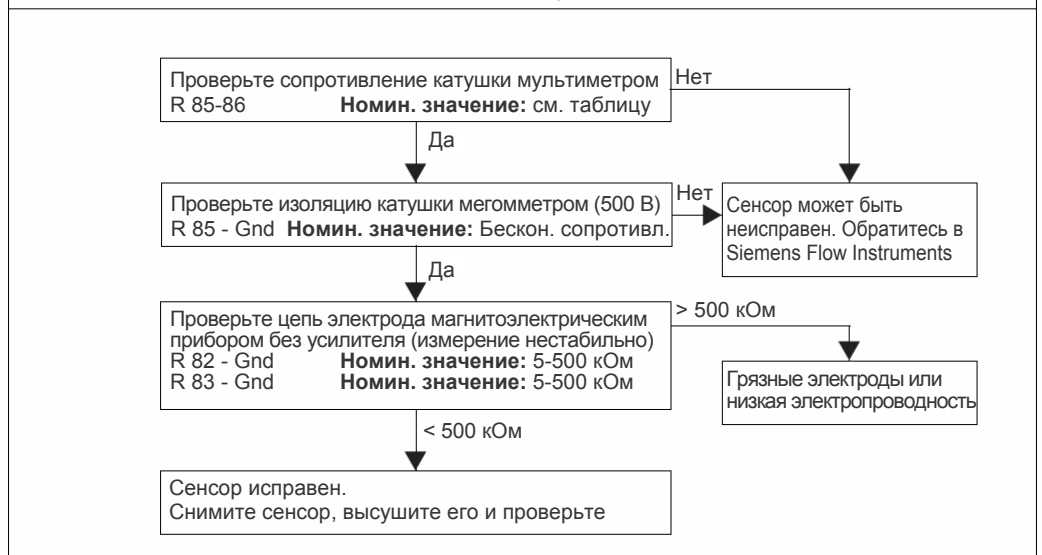 Проверьте сопротивление катушки мультиметром
R 85-86 Номин. значение: см. таблицу
Нет
Да
Проверьте изоляцию катушки мегомметром (500 В)
R 85 - Gnd Номин. значение: Бескон. сопротивл.
Нет
Сенсор может быть
неисправен. Обратитесь в
Siemens Flow Instruments
Да
Проверьте цепь электрода магнитоэлектрическим
прибором без усилителя (измерение нестабильно)
R 82 - Gnd Номин. значение: 5-500 кОм
R 83 - Gnd Номин. значение: 5-500 кОм
> 500 кОм
Грязные электроды или
низкая электропроводность
< 500 кОм
Сенсор исправен.
Снимите сенсор, высушите его и проверьте